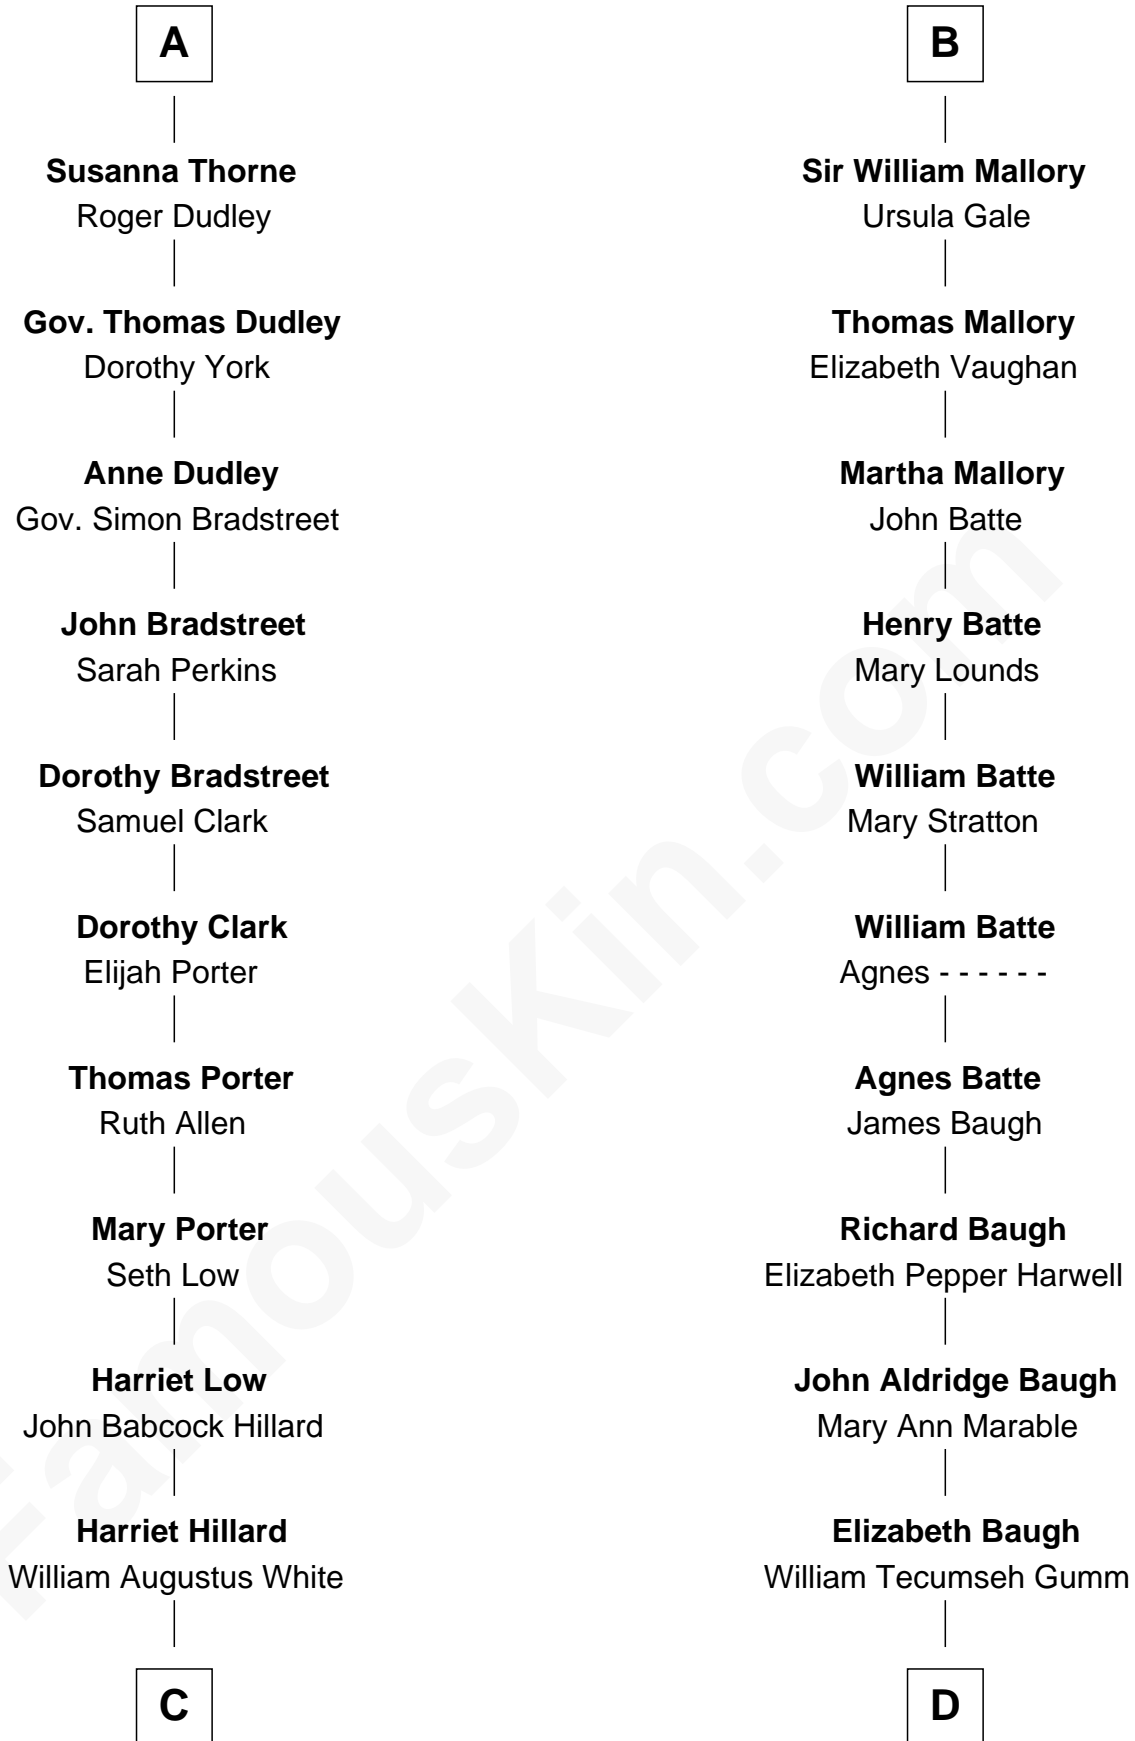 A
Susanna Thorne
Roger Dudley
Gov. Thomas Dudley
Dorothy York
Anne Dudley
Gov. Simon Bradstreet
John Bradstreet
Sarah Perkins
Dorothy Bradstreet
Samuel Clark
Dorothy Clark
Elijah Porter
Thomas Porter
Ruth Allen
Mary Porter
Seth Low
Harriet Low
John Babcock Hillard
Harriet Hillard
William Augustus White
C
B
Sir William Mallory
Ursula Gale
Thomas Mallory
Elizabeth Vaughan
Martha Mallory
John Batte
Henry Batte
Mary Lounds
William Batte
Mary Stratton
William Batte
Agnes - - - - - -
Agnes Batte
James Baugh
Richard Baugh
Elizabeth Pepper Harwell
John Aldridge Baugh
Mary Ann Marable
Elizabeth Baugh
William Tecumseh Gumm
D
FamousKin.com